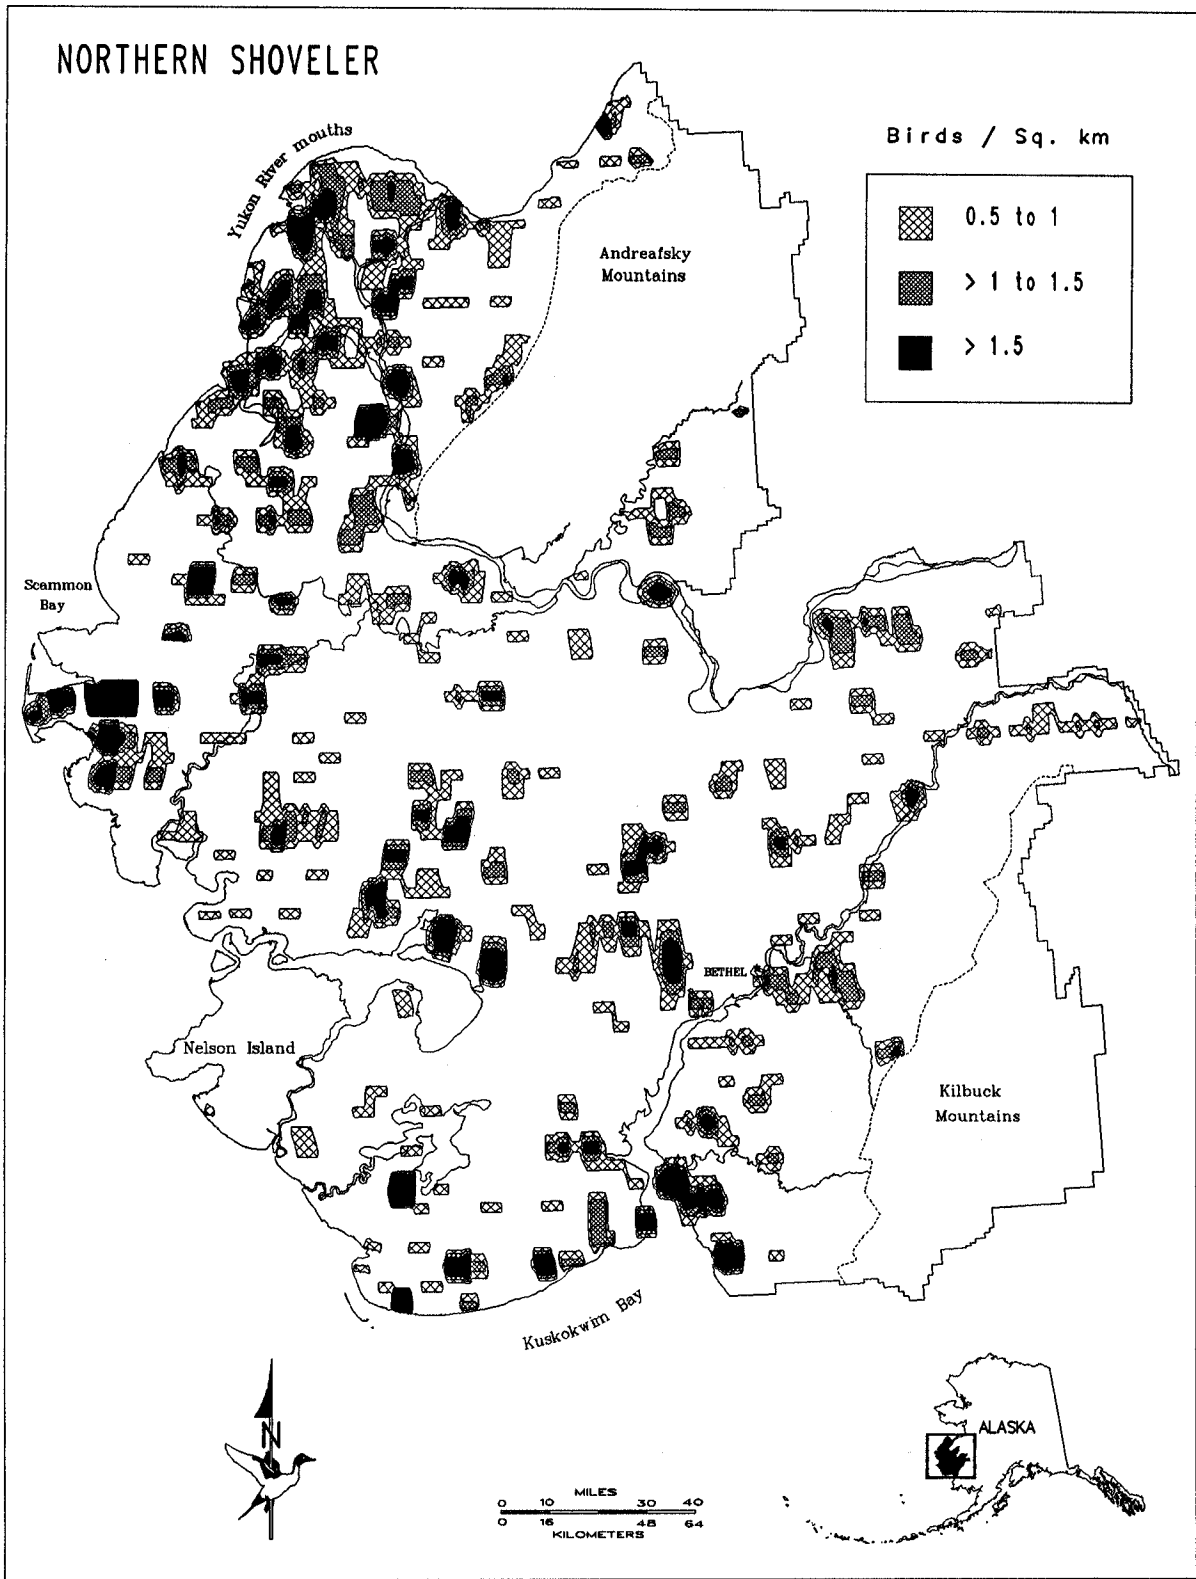 NORTHERN SHOVELER
Yukon River mouths
Birds / Sq. km
0.5 to 1
> 1 to 1.5
> 1.5
Andreafsky
Mountains
Scammon
Bay
BETHEL
Nelson Island
Kilbuck
Mountains
Kuskokwim Bay
N
ALASKA
MILES
0 10 30 40
0 16 48 64
KILOMETERS